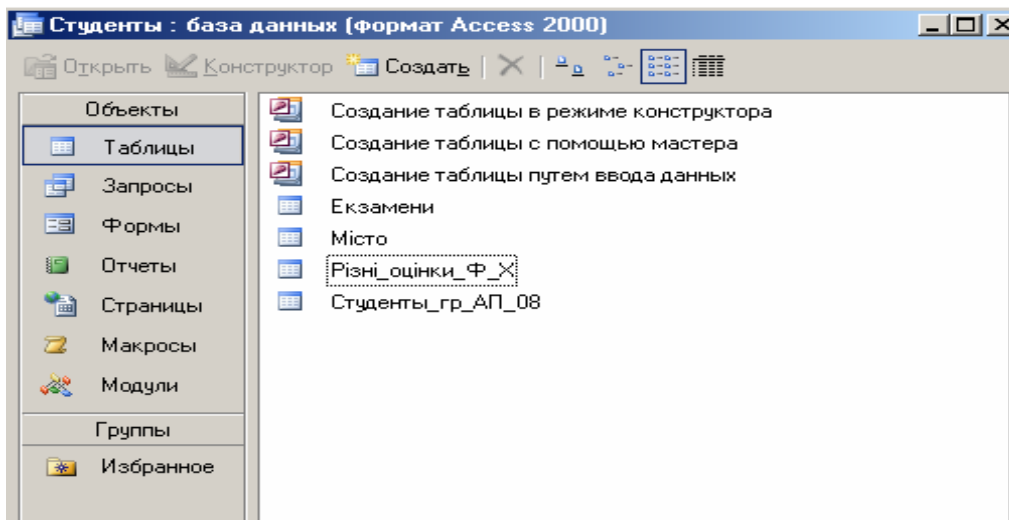 Студенты : база данных (формат Access 2000)
Открыть Конструктор Создать
Объекты
Таблицы
Запросы
Формы
Отчеты
Страницы
Макросы
Модули
Группы
Избранное
Создание таблицы в режиме конструктора
Создание таблицы с помощью мастера
Создание таблицы путем ввода данных
Екзамени
Місто
Різні_оцінки_Ф_Х
Студенты_гр_АП_08